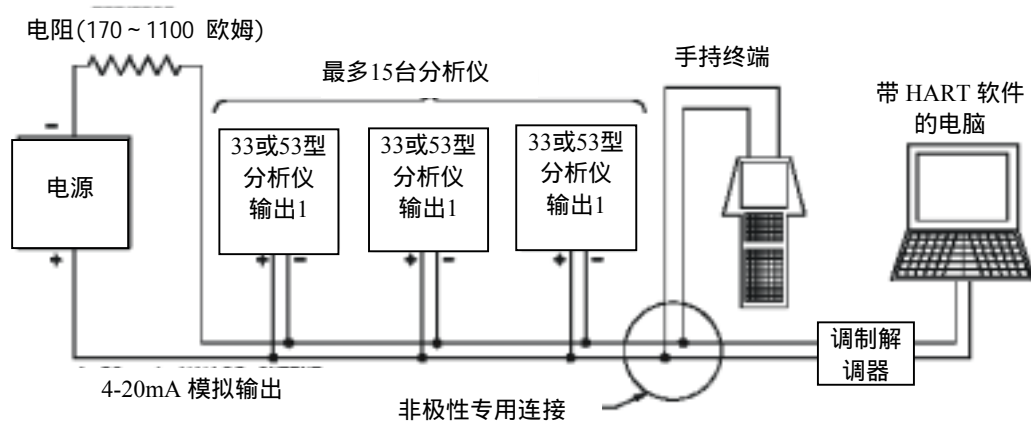 电阻(170 ~ 1100 欧姆)
最多15台分析仪
手持终端
带 HART 软件
的电脑
-
电源
+
33或53型
分析仪
输出1
+ -
33或53型
分析仪
输出1
+ -
33或53型
分析仪
输出1
+ -
调制解
调器
4-20mA 模拟输出
非极性专用连接